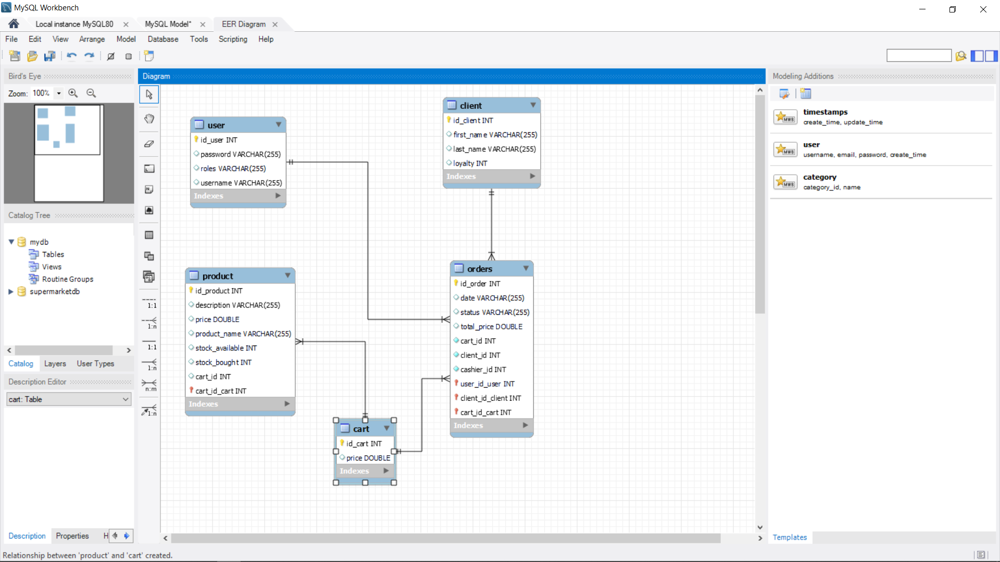 MySQL Workbench
Local instance MySQL80
MySQL Model*
EER Diagram
File Edit View Arrange Model Database Tools Scripting Help
Bird's Eye
Zoom: 100%
Catalog Tree
mydb
Tables
Views
Routine Groups
supermarketdb
Catalog Layers User Types
Description Editor
cart: Table
Description Properties H
Diagram
1:1
1:n
1:1
1:n
n:m
1:n
user
id_user INT
password VARCHAR(255)
roles VARCHAR(255)
username VARCHAR(255)
Indexes
product
id_product INT
description VARCHAR(255)
price DOUBLE
product_name VARCHAR(255)
stock_available INT
stock_bought INT
cart_id INT
cart_id_cart INT
Indexes
cart
id_cart INT
price DOUBLE
Indexes
client
id_client INT
first_name VARCHAR(255)
last_name VARCHAR(255)
loyalty INT
Indexes
orders
id_order INT
date VARCHAR(255)
status VARCHAR(255)
total_price DOUBLE
cart_id INT
client_id INT
cashier_id INT
user_id_user INT
client_id_client INT
cart_id_cart INT
Indexes
Modeling Additions
MWB
timestamps
create_time, update_time
MWB
user
username, email, password, create_time
MWB
category
category_id, name
Templates
Relationship between 'product' and 'cart' created.